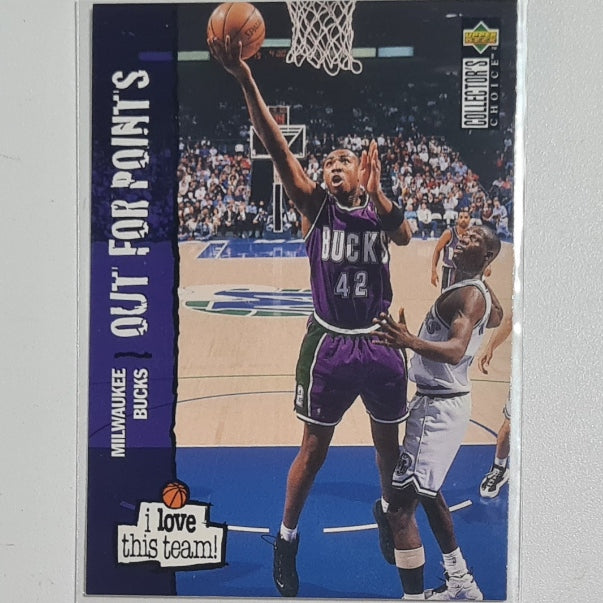 UPPER DECK
COLLECTOR'S
CHOICE
OUT FOR POINTS
MILWAUKEE
BUCKS
BUCKS
42
i love
this team!